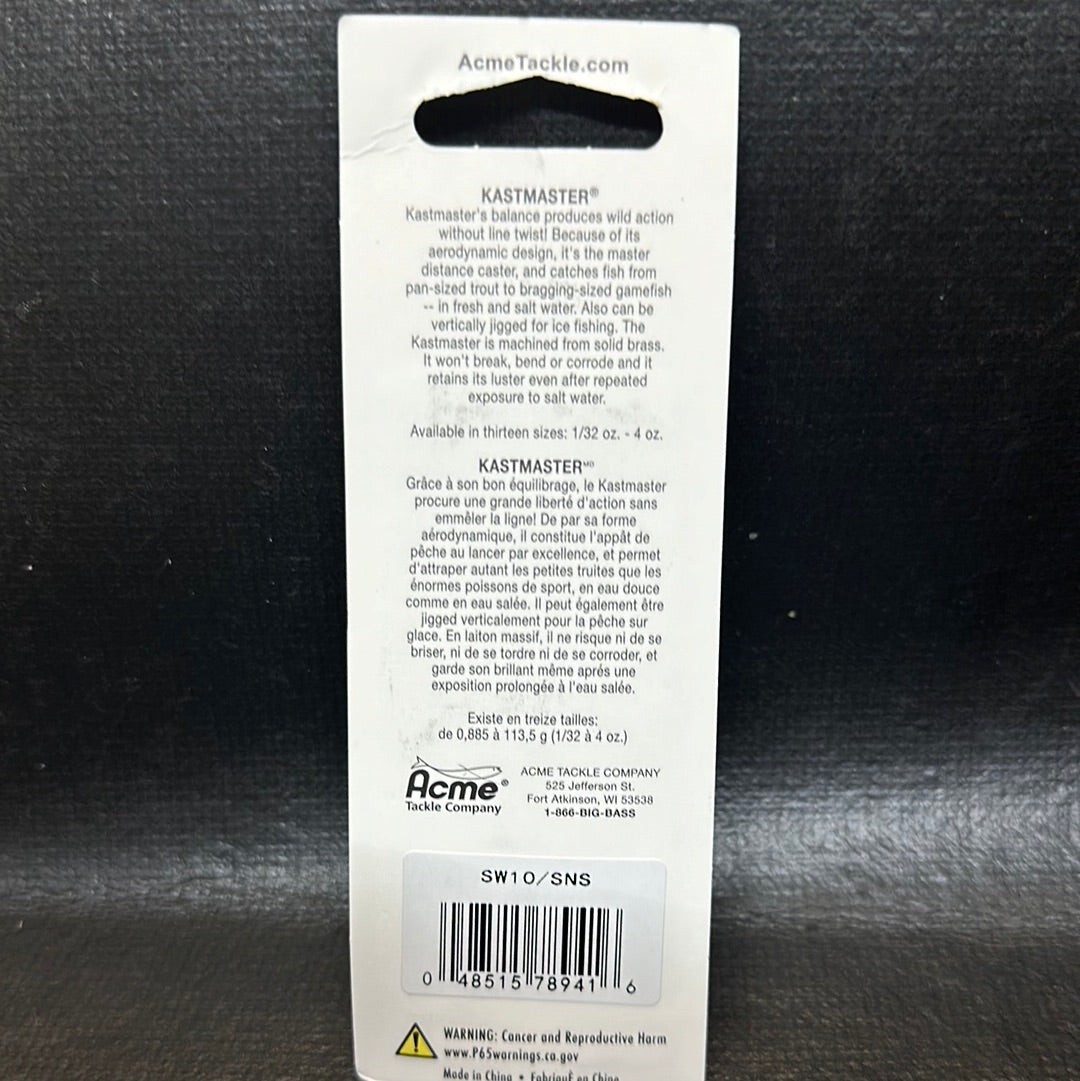 AcmeTackle.com
KASTMASTER®
Kastmaster's balance produces wild action
without line twist! Because of its
aerodynamic design, it's the master
distance caster, and catches fish from
pan-sized trout to bragging-sized gamefish
-- in fresh and salt water. Also can be
vertically jigged for ice fishing. The
Kastmaster is machined from solid brass.
It won't break, bend or corrode and it
retains its luster even after repeated
exposure to salt water.
Available in thirteen sizes: 1/32 oz. - 4 oz.
KASTMASTER MD
Grâce à son bon équilibrage, le Kastmaster
procure une grande liberté d'action sans
emmêler la ligne! De par sa forme
aérodynamique, il constitue l'appât de
pêche au lancer par excellence, et permet
d'attraper autant les petites truites que les
énormes poissons de sport, en eau douce
comme en eau salée. Il peut également être
jigged verticalement pour la pêche sur
glace. En laiton massif, il ne risque ni de se
briser, ni de se tordre ni de se corroder, et
garde son brillant même aprés une
exposition prolongée à l'eau salée.
Existe en treize tailles:
de 0,885 à 113,5 g (1/32 à 4 oz.)
Acme®
Tackle Company
ACME TACKLE COMPANY
525 Jefferson St.
Fort Atkinson, WI 53538
1-866-BIG-BASS
SW10/SNS
0 48515 78941 6
WARNING: Cancer and Reproductive Harm
www.P65warnings.ca.gov
Made in China • Fabriqué en Chine